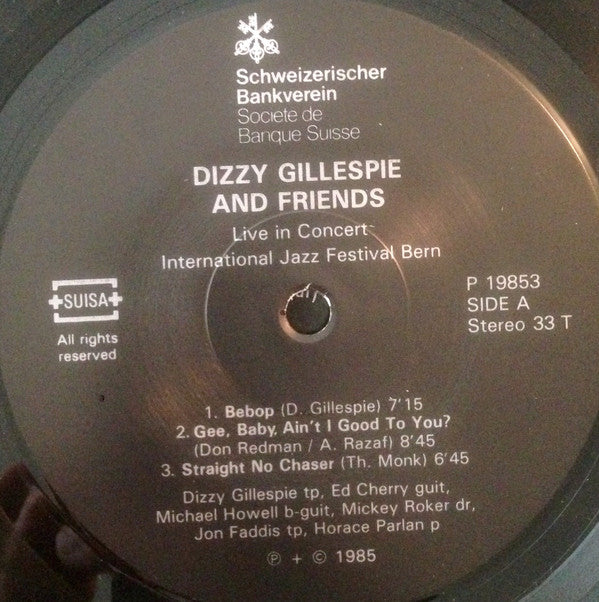 Schweizerischer
Bankverein
Société de
Banque Suisse
DIZZY GILLESPIE
AND FRIENDS
Live in Concert
International Jazz Festival Bern
SUISA
All rights
reserved
P 19853
SIDE A
Stereo 33 T
1. Bebop (D. Gillespie) 7'15
2. Gee, Baby, Ain't I Good To You?
(Don Redman / A. Razaf) 8'45
3. Straight No Chaser (Th. Monk) 6'45
Dizzy Gillespie tp, Ed Cherry guit,
Michael Howell b-guit, Mickey Roker dr,
Jon Faddis tp, Horace Parlan p
℗ + © 1985